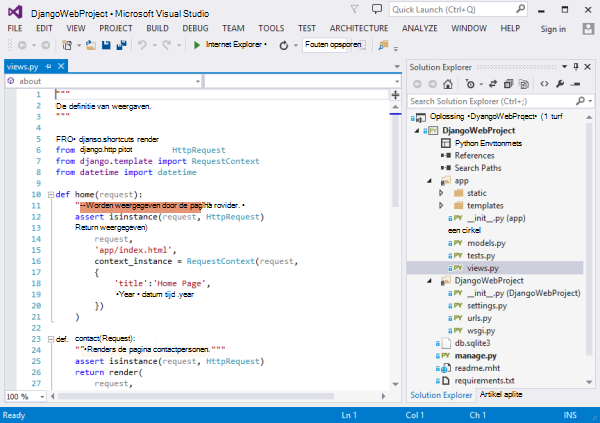 DjangoWebProject • Microsoft Visual Studio
Quick Launch (Ctrl+Q)
FILE EDIT VIEW PROJECT BUILD DEBUG TEAM TOOLS TEST ARCHITECTURE ANALYZE WINDOW HELP Sign in
Internet Explorer • Fouten opsporen
views.py
about
1 """
2 De definitie van weergaven.
3 """
4
5 FRO• djanso.shortcuts render
6 from django.http pitot HttpRequest
7 from django.template import RequestContext
8 from datetime import datetime
9
10 def home(request):
11 "--Worden weergegeven door de pagina rovider. •
12 assert isinstance(request, HttpRequest)
13 Return weergegeven)
14 request,
15 'app/index.html',
16 context_instance = RequestContext(request,
17 {
18 'title':'Home Page',
19 •Year • datum tijd .year
20 })
21 )
22
23 def. contact(Request):
24 ""•Renders de pagina contactpersonen."""
25 assert isinstance(request, HttpRequest)
26 return render(
27 request,
100 %
Solution Explorer
Search Solution Explorer (Ctrl+;)
Oplossing •DyangoWebPrcject• (1 turf
DjangoWebProject
Python Envttonmets
References
Search Paths
app
static
templates
__init__.py (app)
een cirkel
models.py
tests.py
views.py
DjangoWebProject
__init__.py (DjangoWebProject)
settings.py
urls.py
wsgi.py
db.sqlite3
manage.py
readme.mht
requirements.txt
Solution Explorer Artikel aplite
Ready Ln 1 Col 1 Ch 1 INS